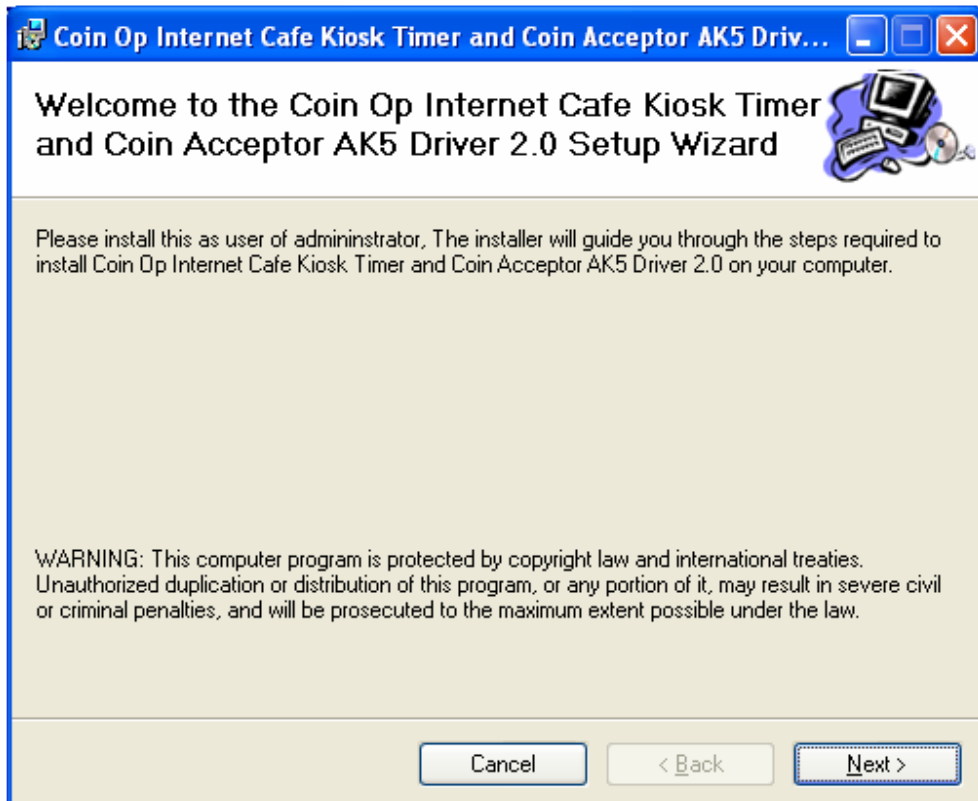 Coin Op Internet Cafe Kiosk Timer and Coin Acceptor AK5 Driv...
Welcome to the Coin Op Internet Cafe Kiosk Timer
and Coin Acceptor AK5 Driver 2.0 Setup Wizard
Please install this as user of admininstrator, The installer will guide you through the steps required to
install Coin Op Internet Cafe Kiosk Timer and Coin Acceptor AK5 Driver 2.0 on your computer.
WARNING: This computer program is protected by copyright law and international treaties.
Unauthorized duplication or distribution of this program, or any portion of it, may result in severe civil
or criminal penalties, and will be prosecuted to the maximum extent possible under the law.
Cancel < Back Next >